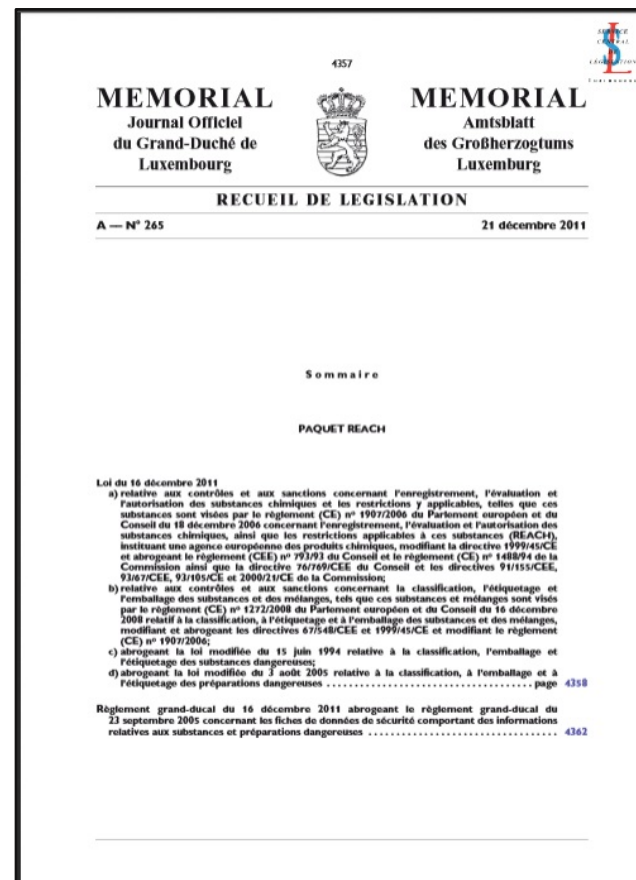 4357
SERVICE
CENTRAL
DE
LÉGISLATION
LUXEMBOURG
MEMORIAL
Journal Officiel
du Grand-Duché de
Luxembourg
MEMORIAL
Amtsblatt
des Großherzogtums
Luxemburg
RECUEIL DE LEGISLATION
A — N° 265
21 décembre 2011
Sommaire
PAQUET REACH
Loi du 16 décembre 2011
a) relative aux contrôles et aux sanctions concernant l'enregistrement, l'évaluation et
l'autorisation des substances chimiques et les restrictions y applicables, telles que ces
substances sont visées par le règlement (CE) n° 1907/2006 du Parlement européen et du
Conseil du 18 décembre 2006 concernant l'enregistrement, l'évaluation et l'autorisation des
substances chimiques, ainsi que les restrictions applicables à ces substances (REACH),
instituant une agence européenne des produits chimiques, modifiant la directive 1999/45/CE
et abrogeant le règlement (CEE) n° 793/93 du Conseil et le règlement (CE) n° 1488/94 de la
Commission ainsi que la directive 76/769/CEE du Conseil et les directives 91/155/CEE,
93/67/CEE, 93/105/CE et 2000/21/CE de la Commission;
b) relative aux contrôles et aux sanctions concernant la classification, l'étiquetage et
l'emballage des substances et des mélanges, tels que ces substances et mélanges sont visés
par le règlement (CE) n° 1272/2008 du Parlement européen et du Conseil du 16 décembre
2008 relatif à la classification, à l'étiquetage et à l'emballage des substances et des mélanges,
modifiant et abrogeant les directives 67/548/CEE et 1999/45/CE et modifiant le règlement
(CE) n° 1907/2006;
c) abrogeant la loi modifiée du 15 juin 1994 relative à la classification, l'emballage et
l'étiquetage des substances dangereuses;
d) abrogeant la loi modifiée du 3 août 2005 relative à la classification, à l'emballage et à
l'étiquetage des préparations dangereuses .................................... page 4358
Règlement grand-ducal du 16 décembre 2011 abrogeant le règlement grand-ducal du
23 septembre 2005 concernant les fiches de données de sécurité comportant des informations
relatives aux substances et préparations dangereuses .................................. 4362